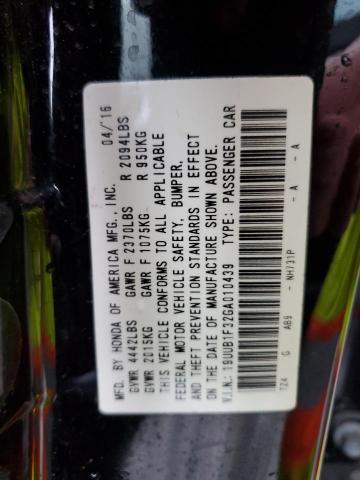 MFD. BY HONDA OF AMERICA MFG., INC. 04/'16
GVWR 4442LBS GAWR F 2370LBS R 2094LBS
GVWR 2015KG GAWR F 1075KG R 950KG
THIS VEHICLE CONFORMS TO ALL APPLICABLE
FEDERAL MOTOR VEHICLE SAFETY, BUMPER,
AND THEFT PREVENTION STANDARDS IN EFFECT
ON THE DATE OF MANUFACTURE SHOWN ABOVE.
V.I.N.: 19UUB1F32GA010439 TYPE: PASSENGER CAR
TZ4 G AB9 - NH731P - A - A